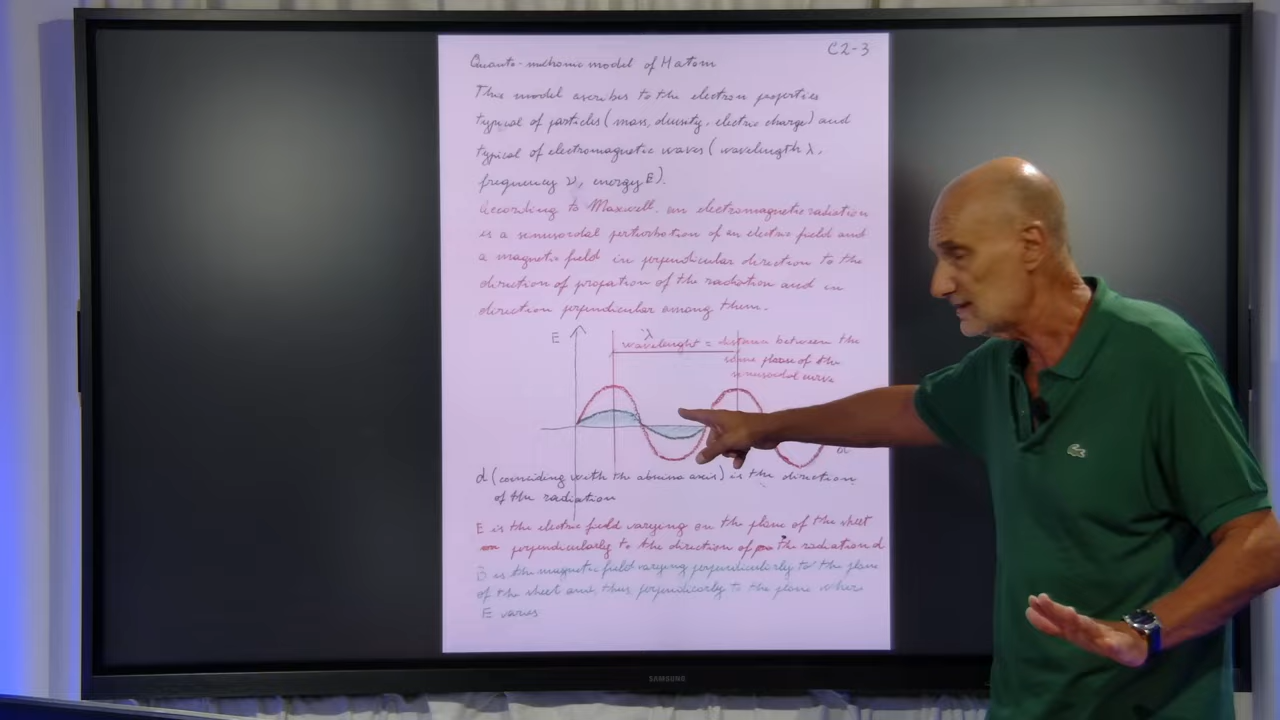 C2-3
Quanto-mechanic model of H atom
This model ascribes to the electron properties
typical of particles (mass, density, electric charge) and
typical of electromagnetic waves (wavelength λ,
frequency ν, energy E).
According to Maxwell, an electromagnetic radiation
is a sinusoidal perturbation of an electric field and
a magnetic field in perpendicular direction to the
direction of propation of the radiation and in
direction perpendicular among them.
E
λ
wavelenght = distance between the
same phase of the
sinusoidal curve
d (coinciding with the abscissa axis) is the direction
of the radiation
E is the electric field varying on the plane of the sheet
perpendicularly to the direction of the radiation d
B is the magnetic field varying perpendicularly to the plane
of the sheet and, thus, perpendicularly to the plane where
E varies
SAMSUNG